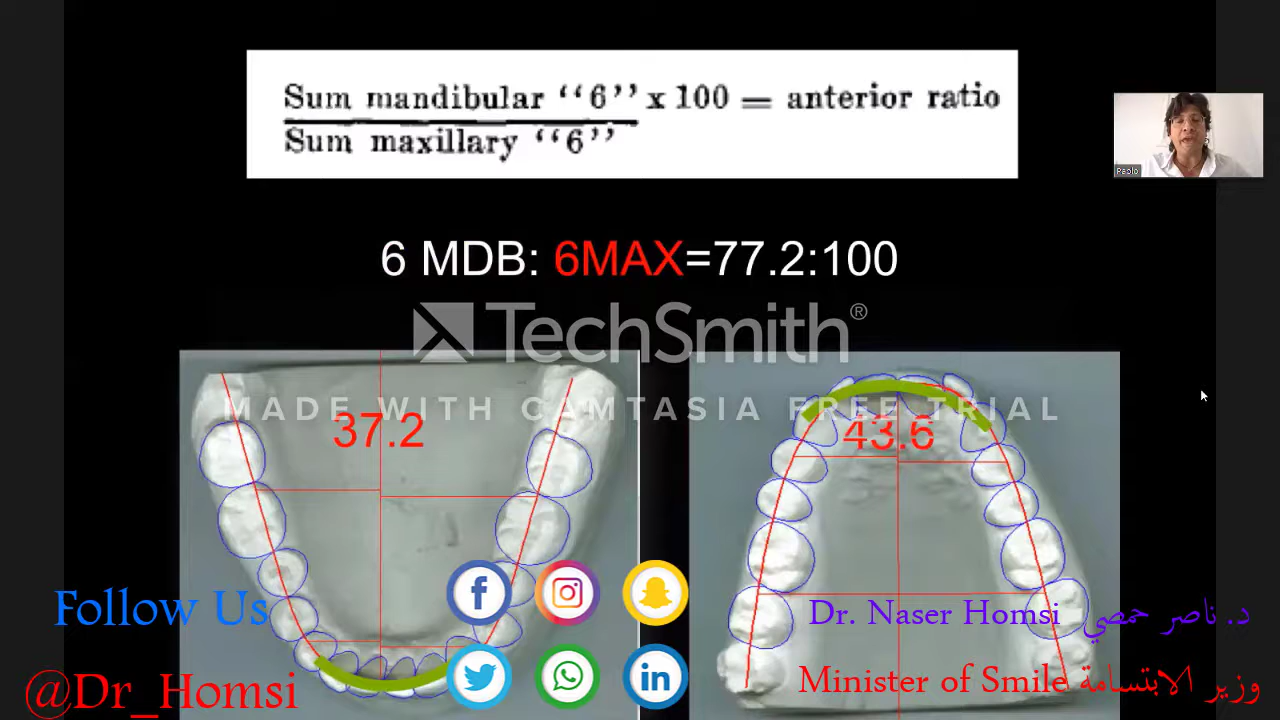 Sum mandibular “6” x 100 = anterior ratio
Sum maxillary “6”
Paolo
6 MDB: 6MAX=77.2:100
TechSmith®
MADE WITH CAMTASIA FREE TRIAL
37.2
43.6
Follow Us
Dr. Naser Homsi د. ناصر حمصي
@Dr_Homsi
Minister of Smile وزير الابتسامة